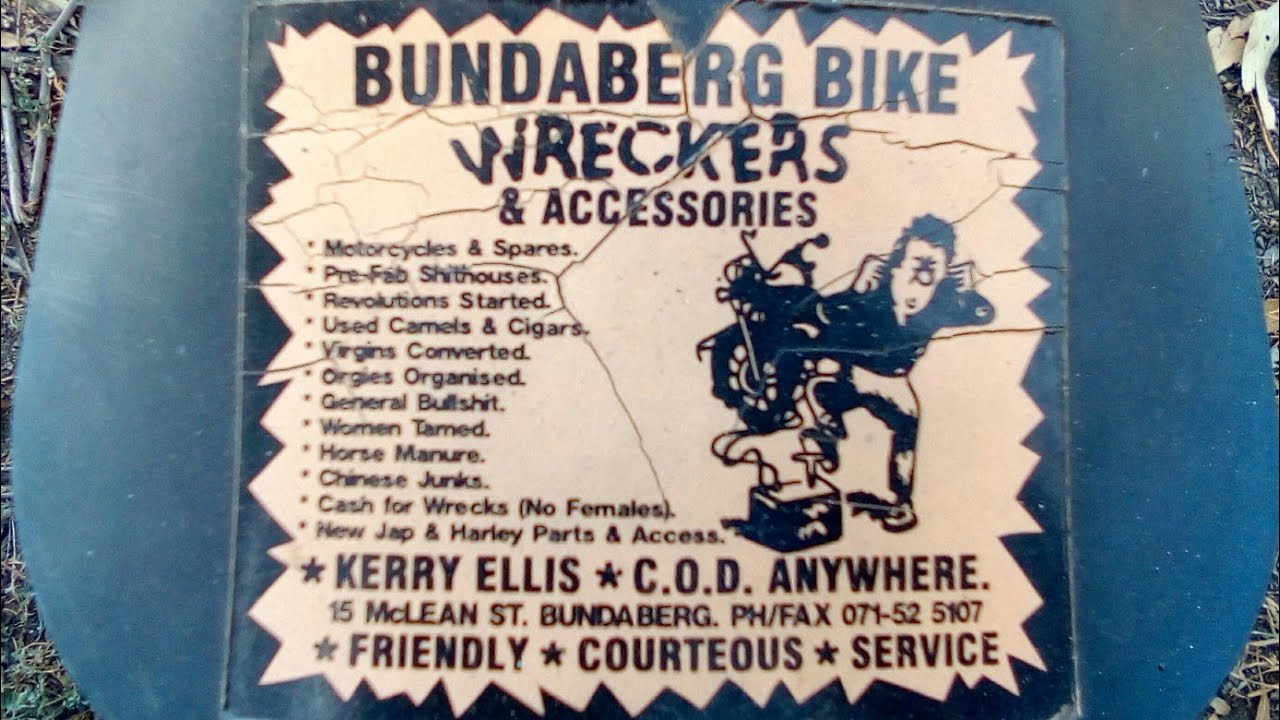 BUNDABERG BIKE
WRECKERS
& ACCESSORIES
* Motorcycles & Spares.
* Pre-Fab Shithouses.
* Revolutions Started.
* Used Camels & Cigars.
* Virgins Converted.
* Orgies Organised.
* General Bullshit.
* Women Tamed.
* Horse Manure.
* Chinese Junks.
* Cash for Wrecks (No Females).
* New Jap & Harley Parts & Access.
★ KERRY ELLIS ★ C.O.D. ANYWHERE.
15 McLEAN ST. BUNDABERG. PH/FAX 071-52 5107
★ FRIENDLY ★ COURTEOUS ★ SERVICE